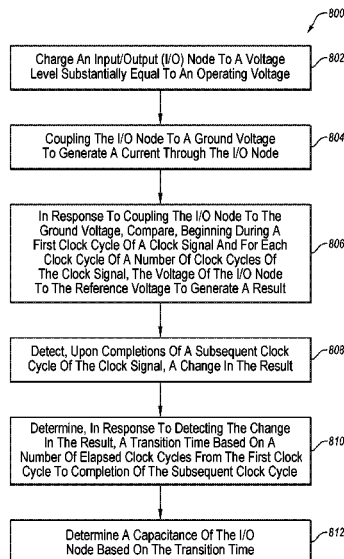 800
Charge An Input/Output (I/O) Node To A Voltage
Level Substantially Equal To An Operating Voltage
802
Coupling The I/O Node To A Ground Voltage
To Generate A Current Through The I/O Node
804
In Response To Coupling The I/O Node To The
Ground Voltage, Compare, Beginning During A
First Clock Cycle Of A Clock Signal And For Each
Clock Cycle Of A Number Of Clock Cycles Of
The Clock Signal, The Voltage Of The I/O Node
To The Reference Voltage To Generate A Result
806
Detect, Upon Completions Of A Subsequent Clock
Cycle Of The Clock Signal, A Change In The Result
808
Determine, In Response To Detecting The Change
In The Result, A Transition Time Based On A
Number Of Elapsed Clock Cycles From The First Clock
Cycle To Completion Of The Subsequent Clock Cycle
810
Determine A Capacitance Of The I/O
Node Based On The Transition Time
812